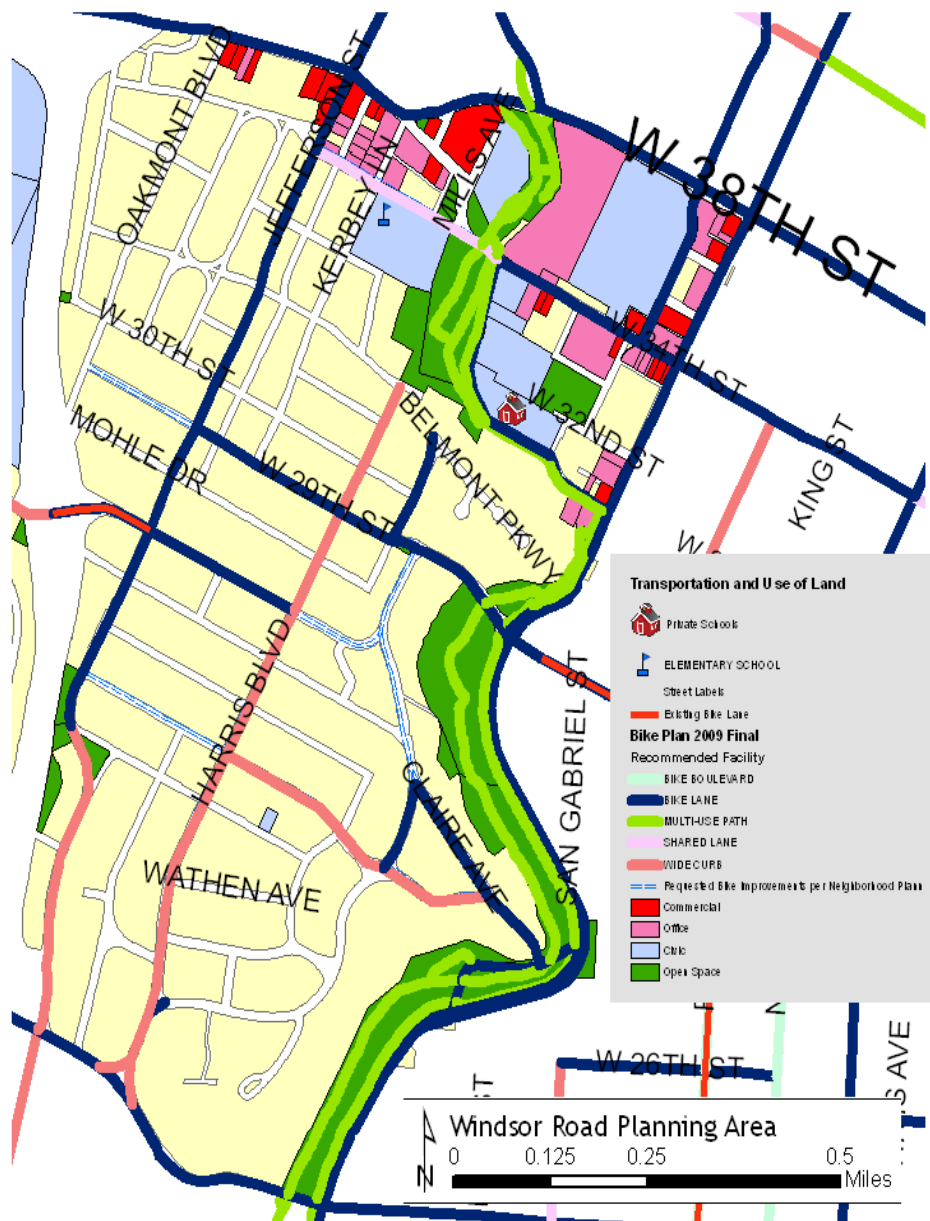 W 38TH ST
OAKMONT BLVD
JEFFERSON ST
KERBEY LN
MILLS AVE
W 34TH ST
W 30TH ST
W 32ND ST
BELMONT PKWY
MOHLE DR
W 29TH ST
KING ST
HARRIS BLVD
CLAIRE AVE
SAN GABRIEL ST
WATHEN AVE
W 26TH ST
ST
AVE
Transportation and Use of Land
Private Schools
ELEMENTARY SCHOOL
Street Labels
Existing Bike Lane
Bike Plan 2009 Final
Recommended Facility
BIKE BOULEVARD
BIKE LANE
MULTI-USE PATH
SHARED LANE
WIDE CURB
Requested Bike Improvements per Neighborhood Plann
Commercial
Office
Civic
Open Space
N
Windsor Road Planning Area
0 0.125 0.25 0.5
Miles